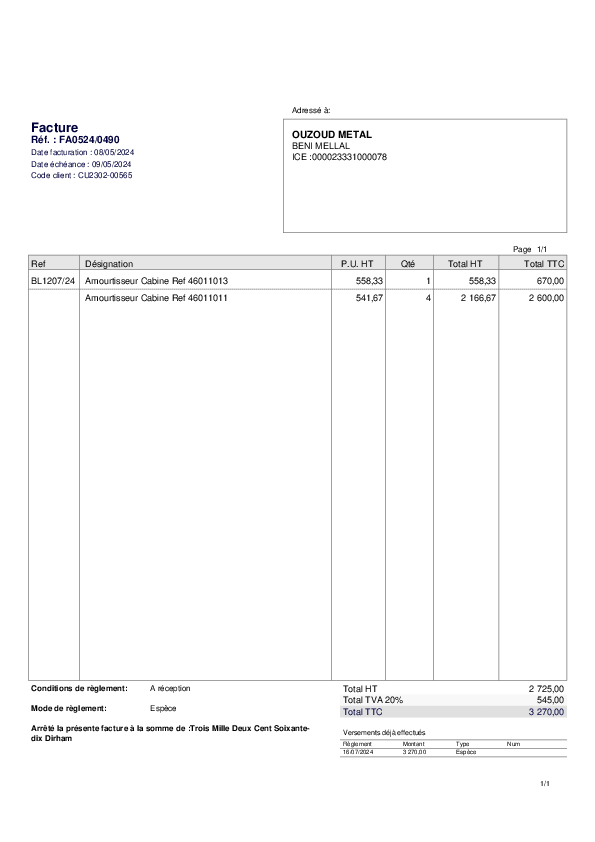 Adressé à:
Facture
Réf. : FA0524/0490
Date facturation : 08/05/2024
Date échéance : 09/05/2024
Code client : CU2302-00565
OUZOUD METAL
BENI MELLAL
ICE :000023331000078
Page 1/1
Ref Désignation P.U. HT Qté Total HT Total TTC
BL1207/24 Amourtisseur Cabine Ref 46011013 558,33 1 558,33 670,00
Amourtisseur Cabine Ref 46011011 541,67 4 2 166,67 2 600,00
Conditions de règlement: A réception
Mode de règlement: Espèce
Arrêté la présente facture à la somme de :Trois Mille Deux Cent Soixante-
dix Dirham
Total HT 2 725,00
Total TVA 20% 545,00
Total TTC 3 270,00
Versements déjà effectués
Règlement Montant Type Num
16/07/2024 3 270,00 Espèce
1/1